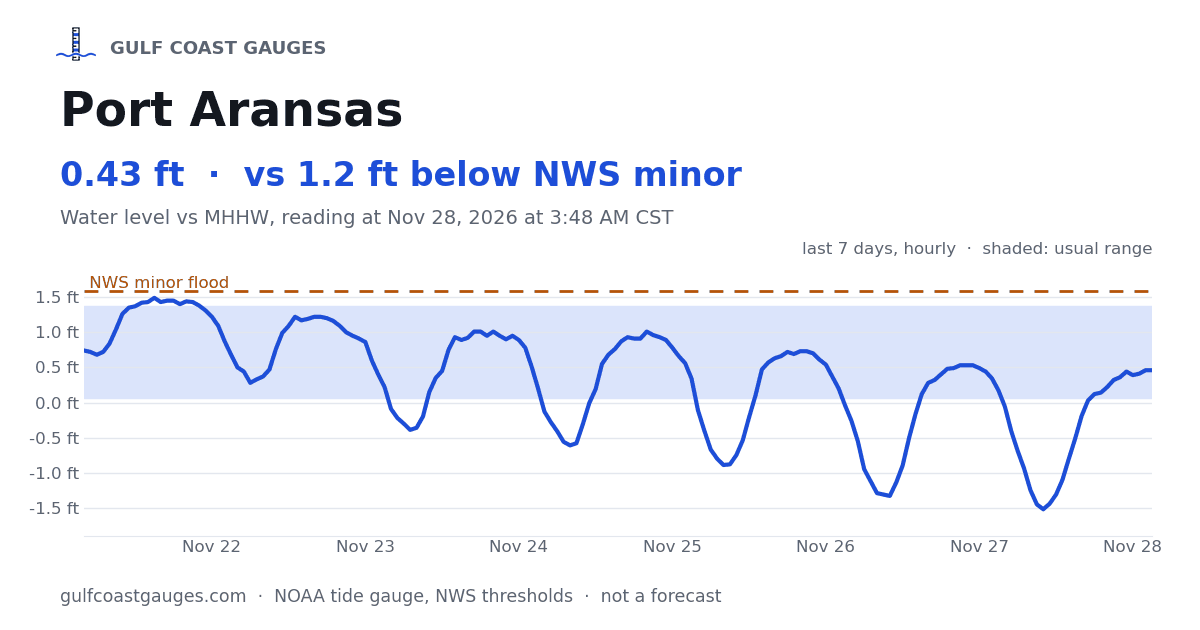 GULF COAST GAUGES
Port Aransas
0.43 ft · vs 1.2 ft below NWS minor
Water level vs MHHW, reading at Nov 28, 2026 at 3:48 AM CST
last 7 days, hourly · shaded: usual range
NWS minor flood
1.5 ft
1.0 ft
0.5 ft
0.0 ft
-0.5 ft
-1.0 ft
-1.5 ft
Nov 22 Nov 23 Nov 24 Nov 25 Nov 26 Nov 27 Nov 28
gulfcoastgauges.com · NOAA tide gauge, NWS thresholds · not a forecast